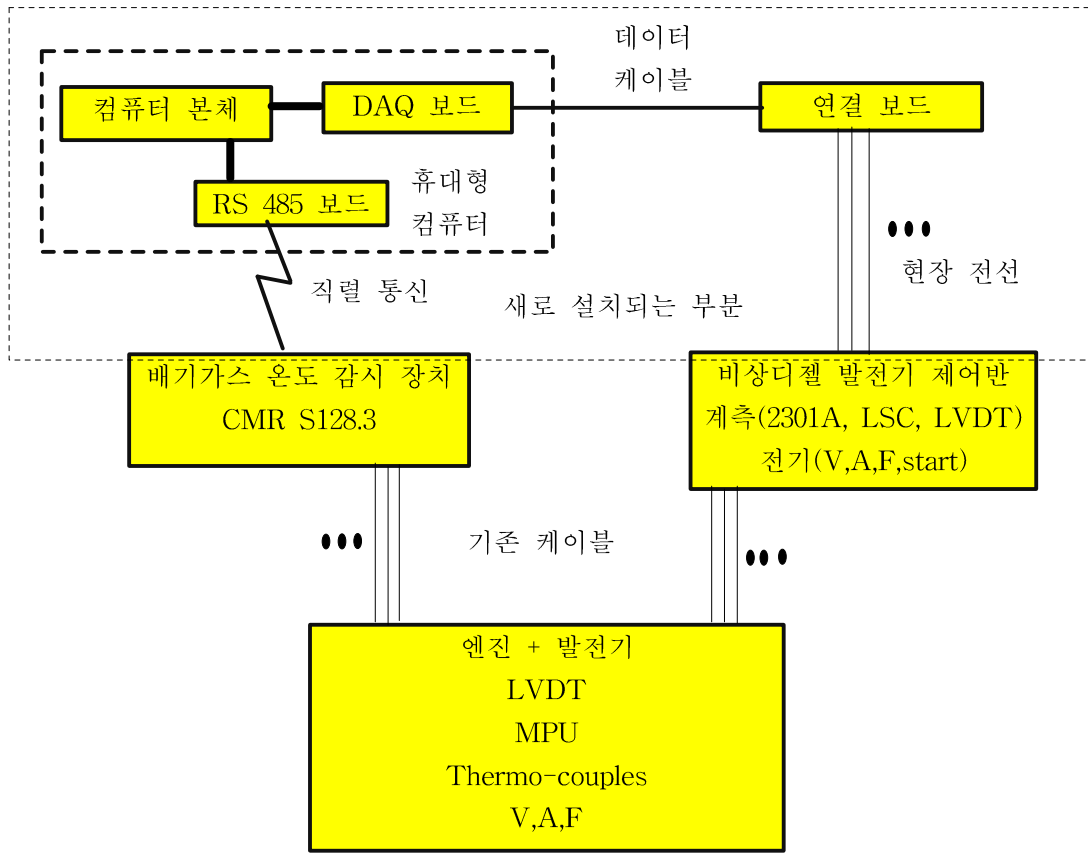 데이터
케이블
컴퓨터 본체
DAQ 보드
연결 보드
RS 485 보드
휴대형
컴퓨터
현장 전선
직렬 통신
새로 설치되는 부분
배기가스 온도 감시 장치
CMR S128.3
비상디젤 발전기 제어반
계측(2301A, LSC, LVDT)
전기(V,A,F,start)
기존 케이블
엔진 + 발전기
LVDT
MPU
Thermo-couples
V,A,F